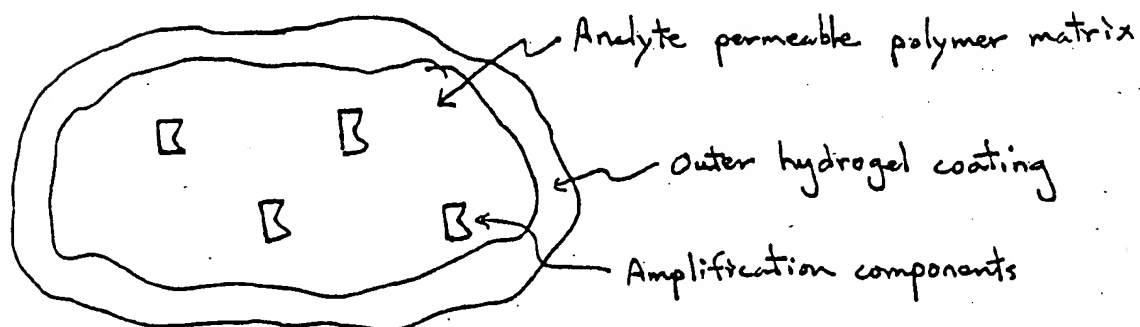 Analyte permeable polymer matrix
Outer hydrogel coating
Amplification components